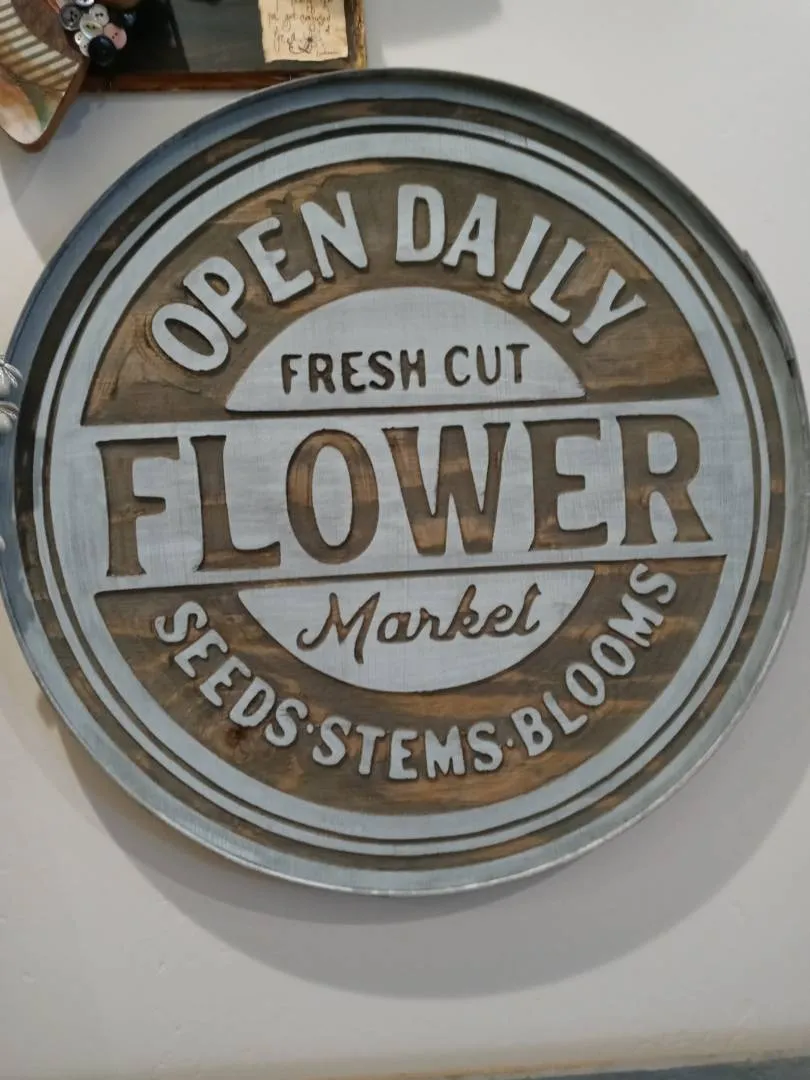 OPEN DAILY
FRESH CUT
FLOWER
Market
SEEDS·STEMS·BLOOMS